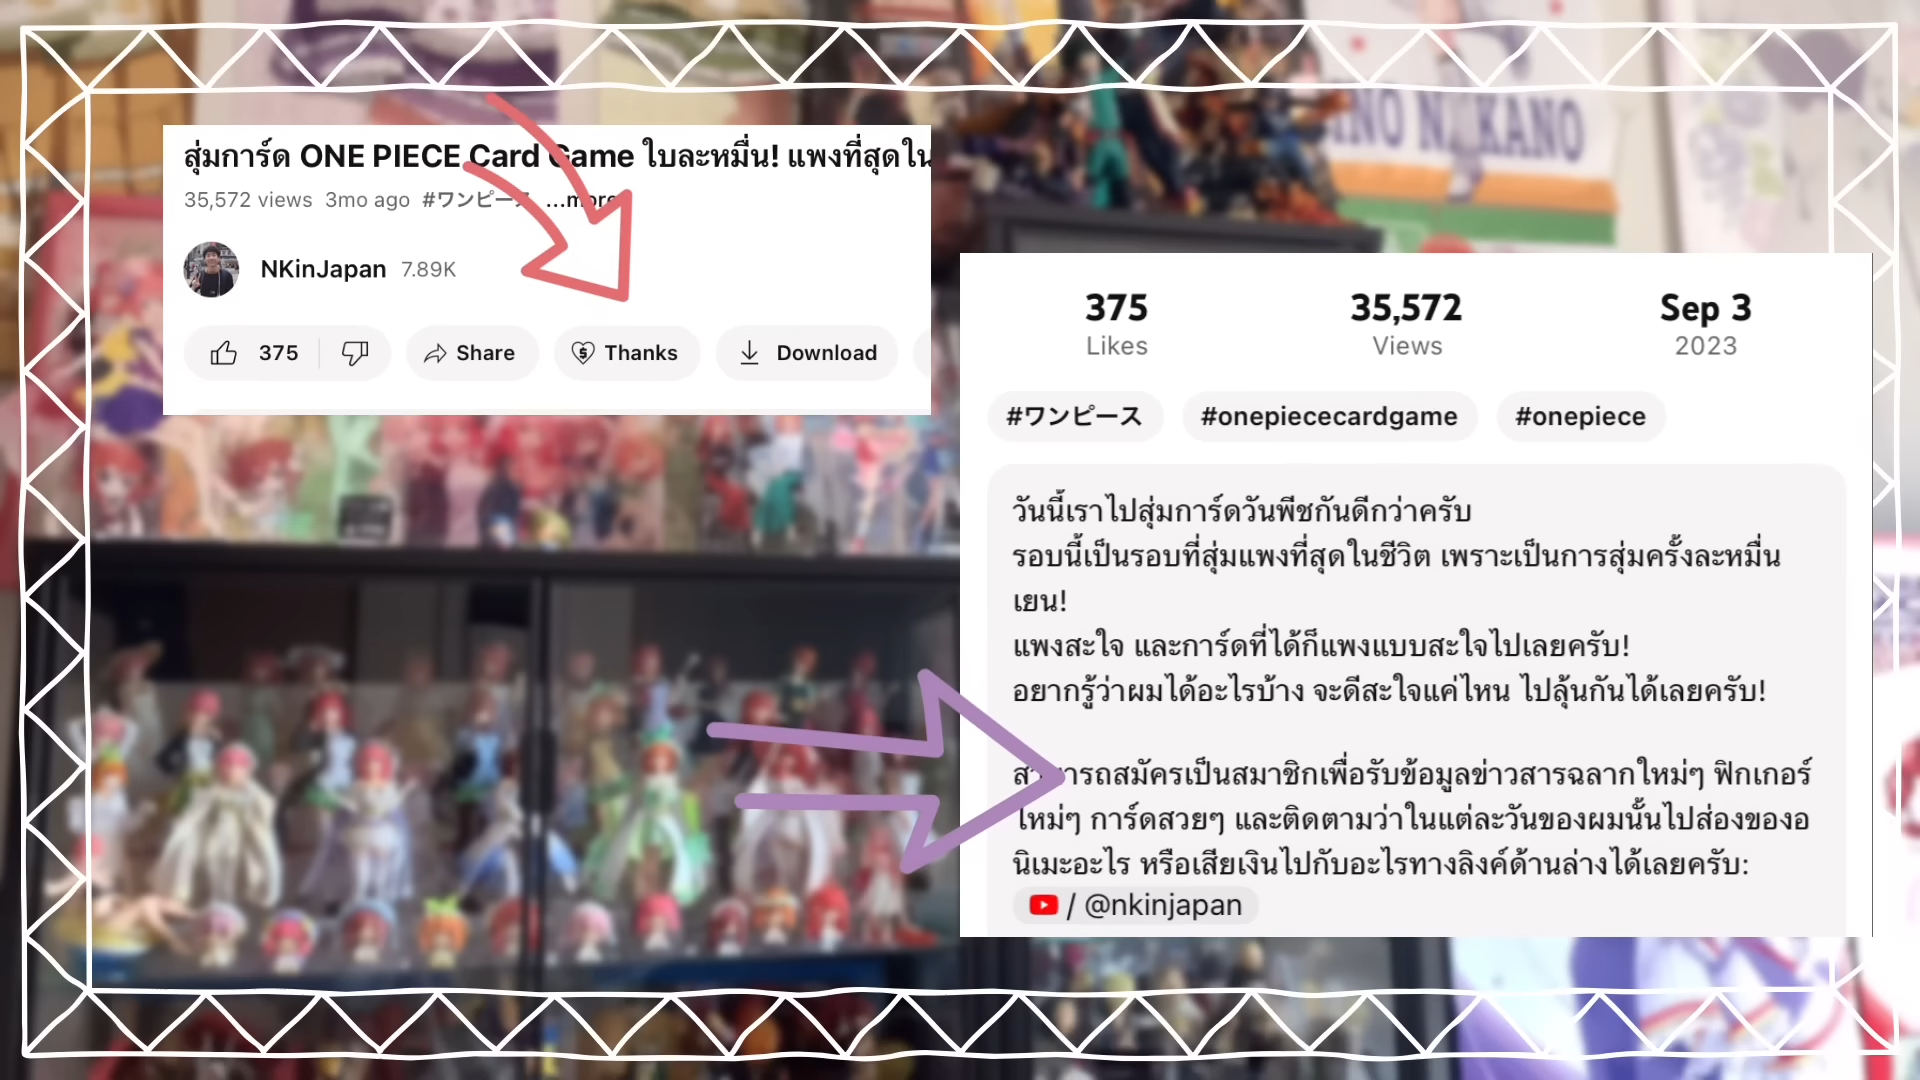 สุ่มการ์ด ONE PIECE Card Game ใบละหมื่น! แพงที่สุดใน
35,572 views 3mo ago #ワンピース ...more
NKinJapan 7.89K
375 Share Thanks Download
NO N KANO
375 35,572 Sep 3
Likes Views 2023
#ワンピース #onepiececardgame #onepiece
วันนี้เราไปสุ่มการ์ดวันพีชกันดีกว่าครับ
รอบนี้เป็นรอบที่สุ่มแพงที่สุดในชีวิต เพราะเป็นการสุ่มครั้งละหมื่น
เยน!
แพงสะใจ และการ์ดที่ได้ก็แพงแบบสะใจไปเลยครับ!
อยากรู้ว่าผมได้อะไรบ้าง จะดีสะใจแค่ไหน ไปลุ้นกันได้เลยครับ!
สามารถสมัครเป็นสมาชิกเพื่อรับข้อมูลข่าวสารฉลากใหม่ๆ ฟิกเกอร์
ใหม่ๆ การ์ดสวยๆ และติดตามว่าในแต่ละวันของผมนั้นไปส่องของอ
นิเมะอะไร หรือเสียเงินไปกับอะไรทางลิงค์ด้านล่างได้เลยครับ:
/ @nkinjapan